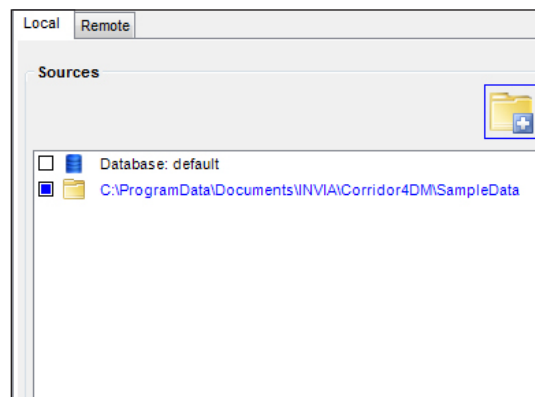 Local Remote
Sources
Database: default
C:\ProgramData\Documents\INVIA\Corridor4DM\SampleData